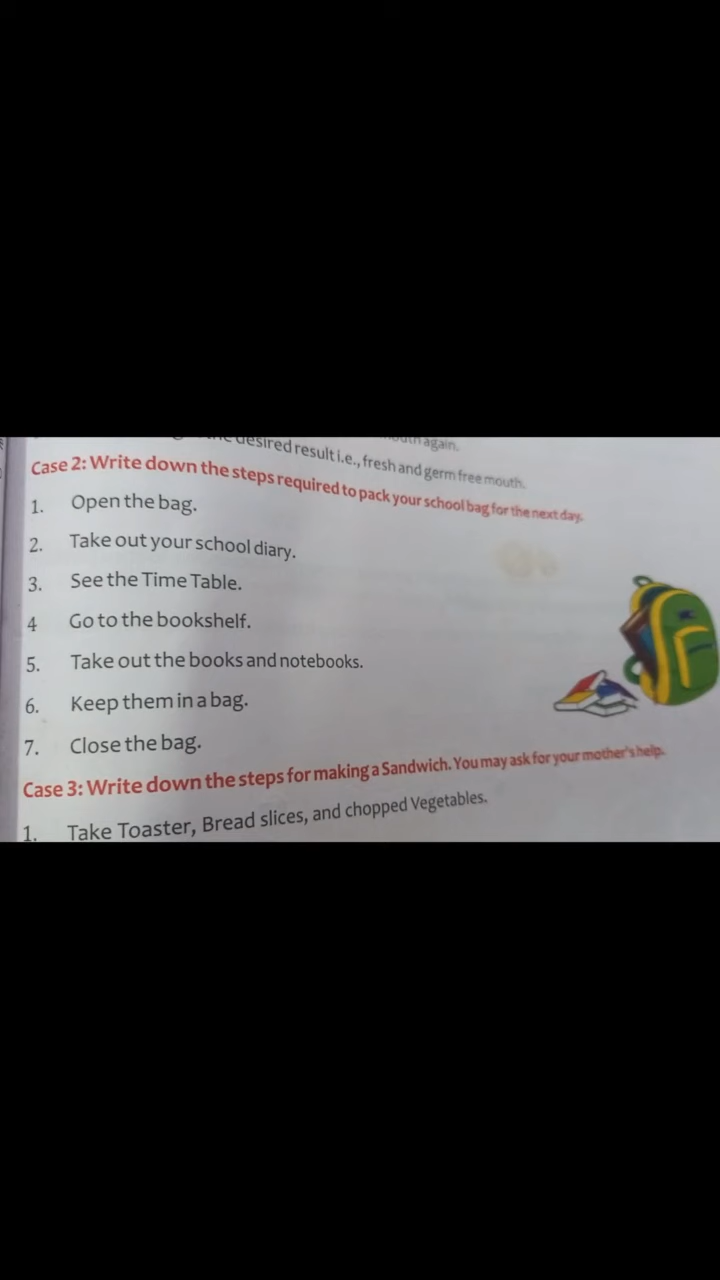 desired result i.e., fresh and germ free mouth.
again.
Case 2: Write down the steps required to pack your school bag for the next day.
1. Open the bag.
2. Take out your school diary.
3. See the Time Table.
4 Go to the bookshelf.
5. Take out the books and notebooks.
6. Keep them in a bag.
7. Close the bag.
Case 3: Write down the steps for making a Sandwich. You may ask for your mother's help.
1. Take Toaster, Bread slices, and chopped Vegetables.